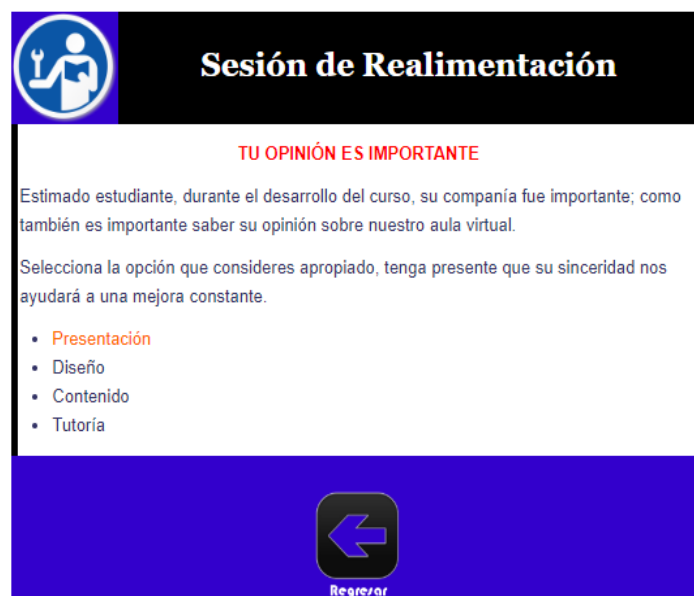 Sesión de Realimentación
TU OPINIÓN ES IMPORTANTE
Estimado estudiante, durante el desarrollo del curso, su companía fue importante; como
también es importante saber su opinión sobre nuestro aula virtual.
Selecciona la opción que consideres apropiado, tenga presente que su sinceridad nos
ayudará a una mejora constante.
• Presentación
• Diseño
• Contenido
• Tutoría
Regresar